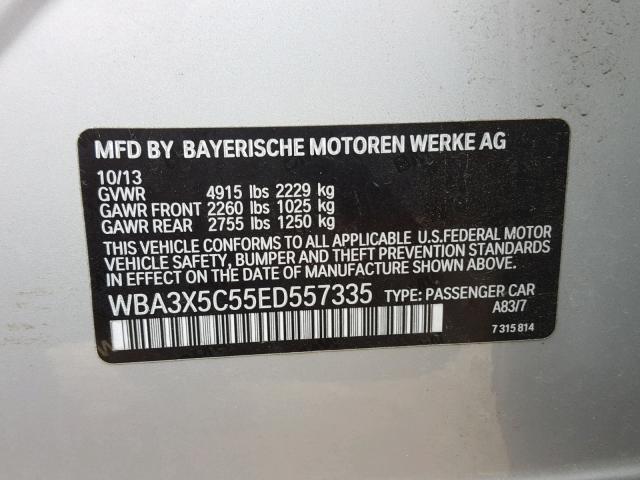 MFD BY BAYERISCHE MOTOREN WERKE AG
10/13
GVWR 4915 lbs 2229 kg
GAWR FRONT 2260 lbs 1025 kg
GAWR REAR 2755 lbs 1250 kg
THIS VEHICLE CONFORMS TO ALL APPLICABLE U.S.FEDERAL MOTOR
VEHICLE SAFETY, BUMPER AND THEFT PREVENTION STANDARDS
IN EFFECT ON THE DATE OF MANUFACTURE SHOWN ABOVE.
WBA3X5C55ED557335 TYPE: PASSENGER CAR
A83/7
7 315 814